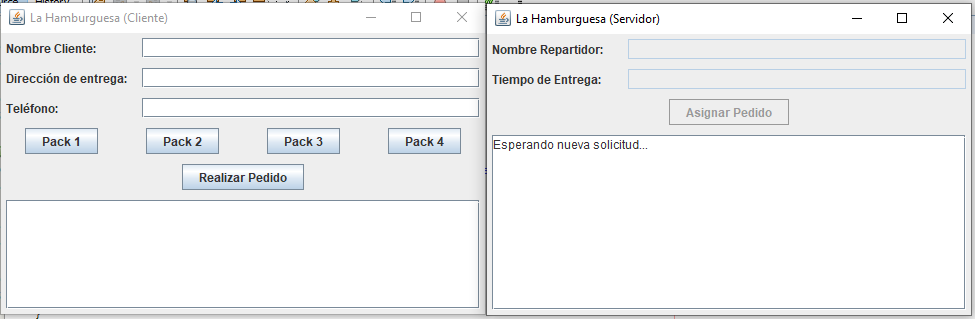 La Hamburguesa (Cliente)
Nombre Cliente:
Dirección de entrega:
Teléfono:
Pack 1 Pack 2 Pack 3 Pack 4
Realizar Pedido
La Hamburguesa (Servidor)
Nombre Repartidor:
Tiempo de Entrega:
Asignar Pedido
Esperando nueva solicitud...